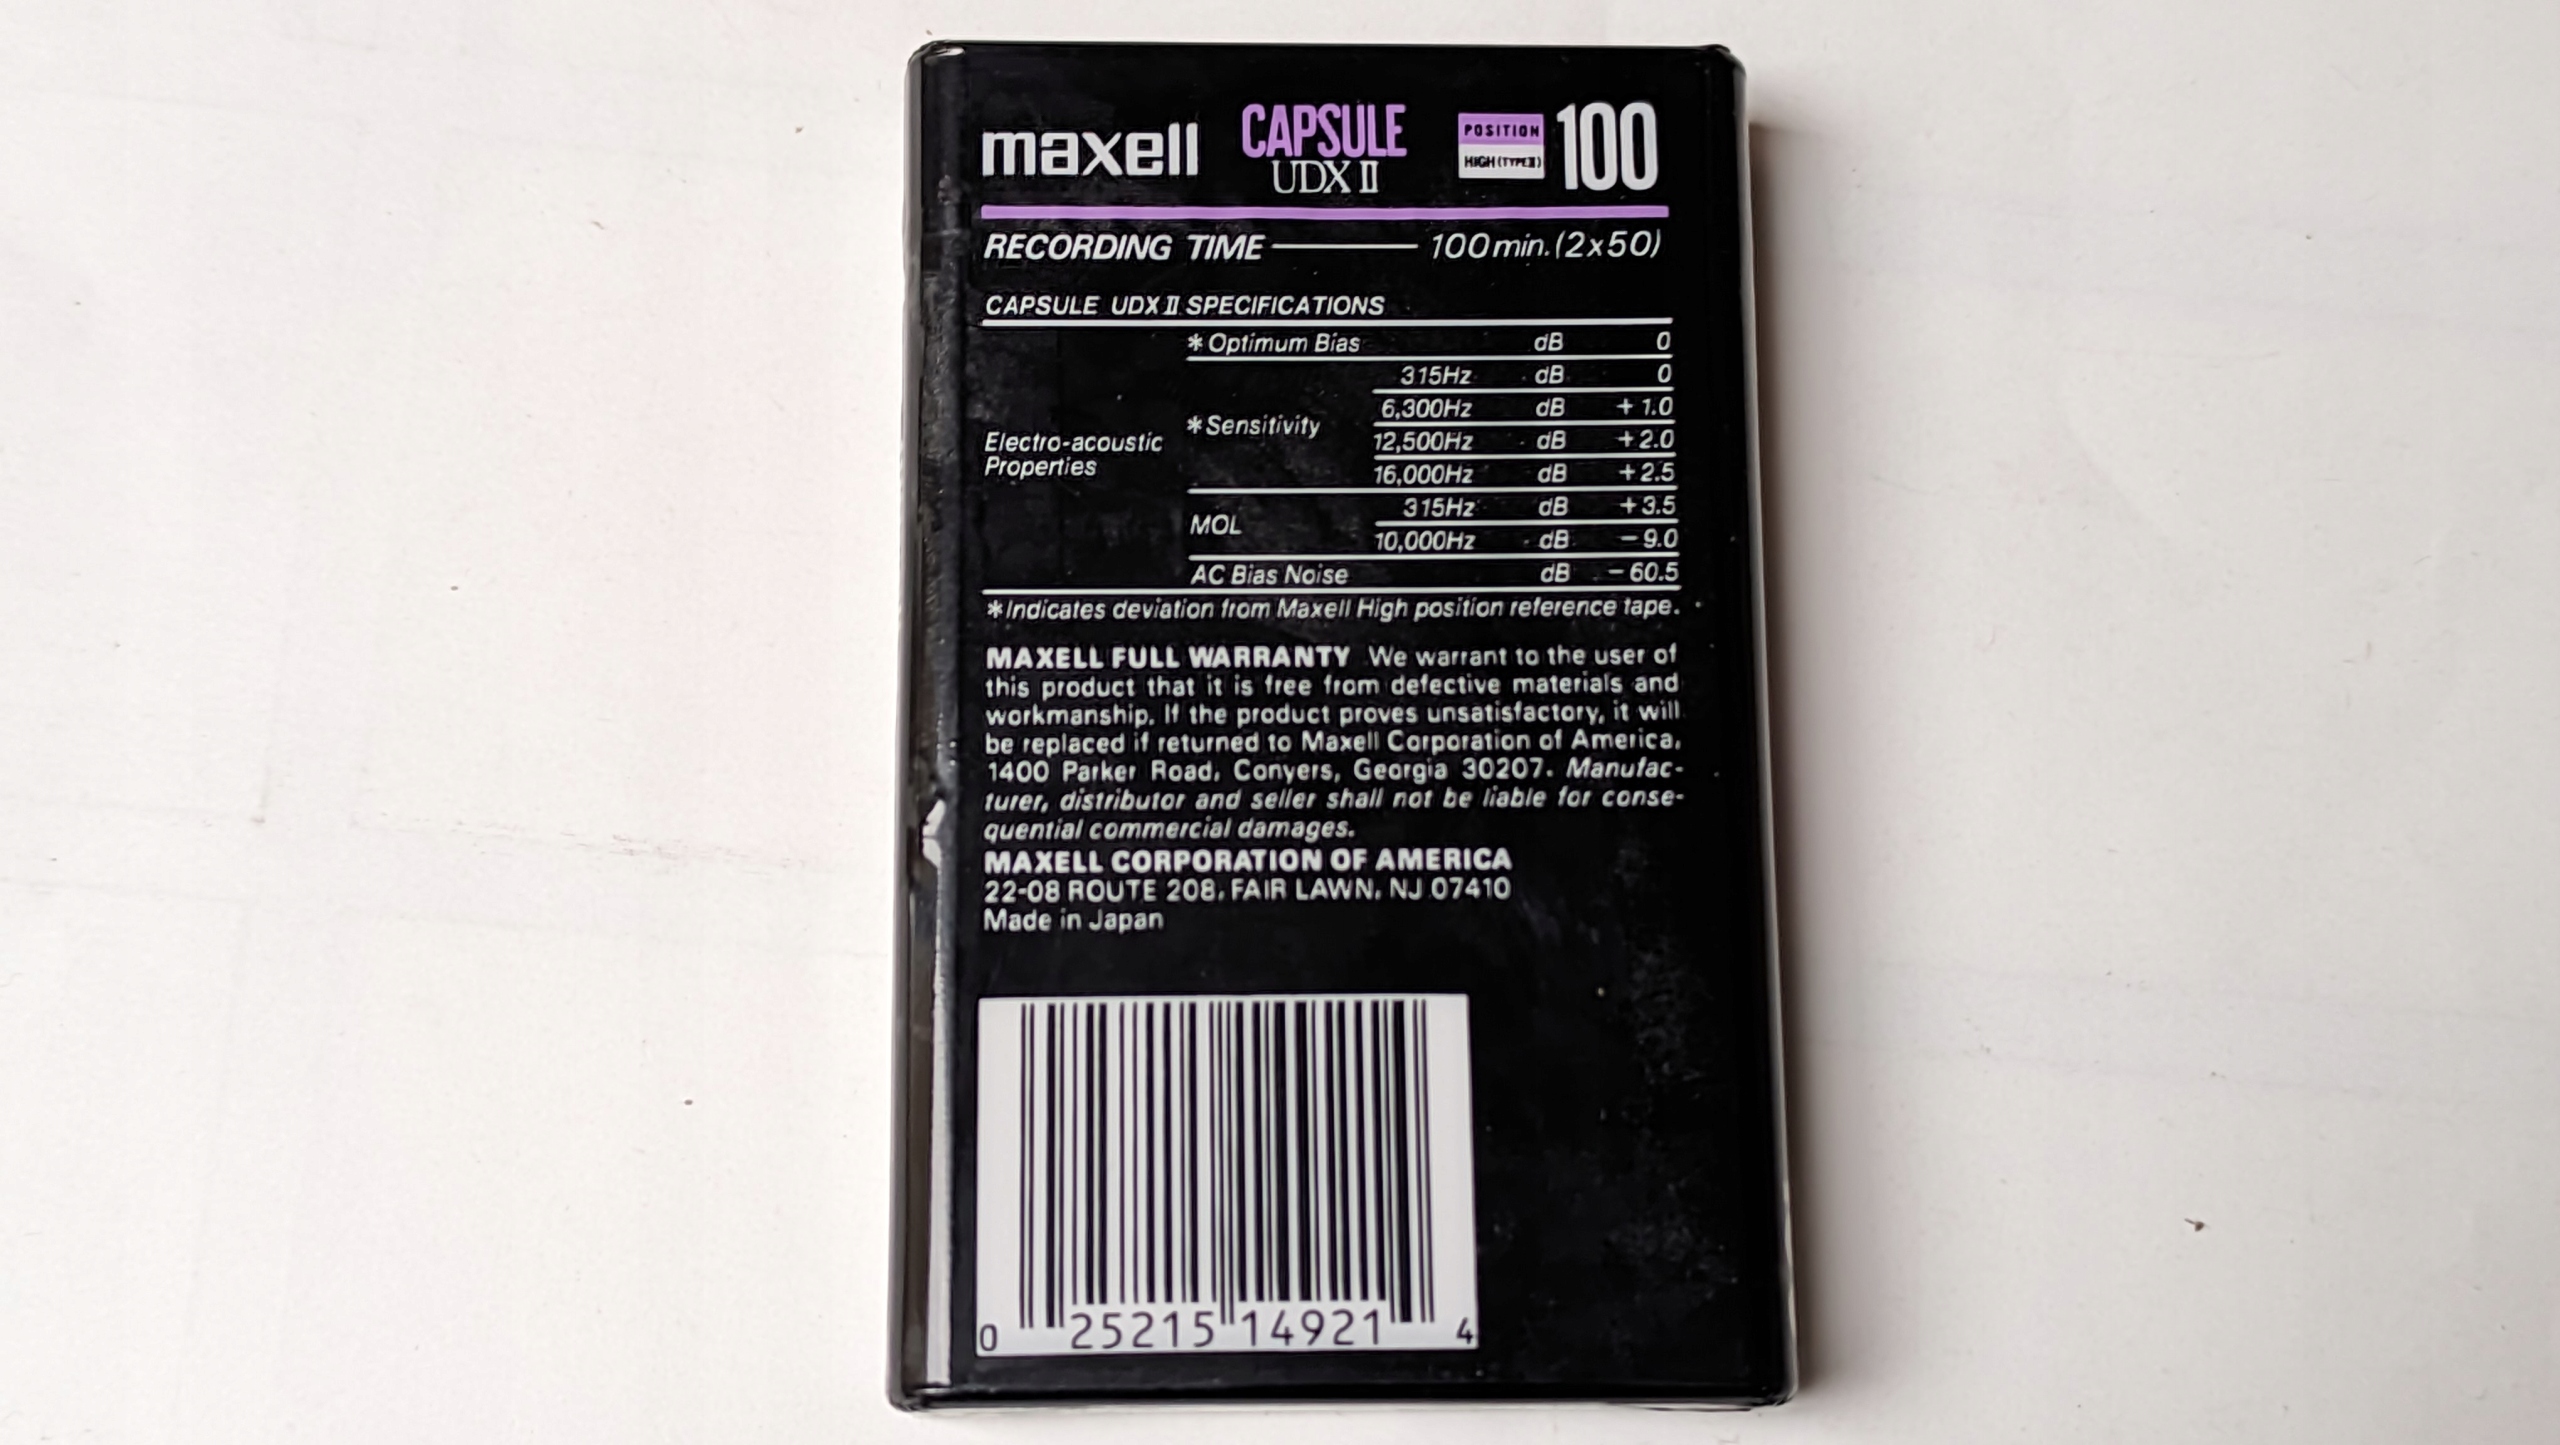 maxell CAPSULE UDX II POSITION HIGH (TYPE II) 100
RECORDING TIME 100 min. (2x50)
CAPSULE UDX II SPECIFICATIONS
Electro-acoustic Properties
* Optimum Bias dB 0
* Sensitivity 315Hz dB 0
6,300Hz dB +1.0
12,500Hz dB +2.0
16,000Hz dB +2.5
MOL 315Hz dB +3.5
10,000Hz dB -9.0
AC Bias Noise dB -60.5
*Indicates deviation from Maxell High position reference tape.
MAXELL FULL WARRANTY We warrant to the user of
this product that it is free from defective materials and
workmanship. If the product proves unsatisfactory, it will
be replaced if returned to Maxell Corporation of America,
1400 Parker Road, Conyers, Georgia 30207. Manufac-
turer, distributor and seller shall not be liable for conse-
quential commercial damages.
MAXELL CORPORATION OF AMERICA
22-08 ROUTE 208, FAIR LAWN, NJ 07410
Made in Japan
0 25215 14921 4